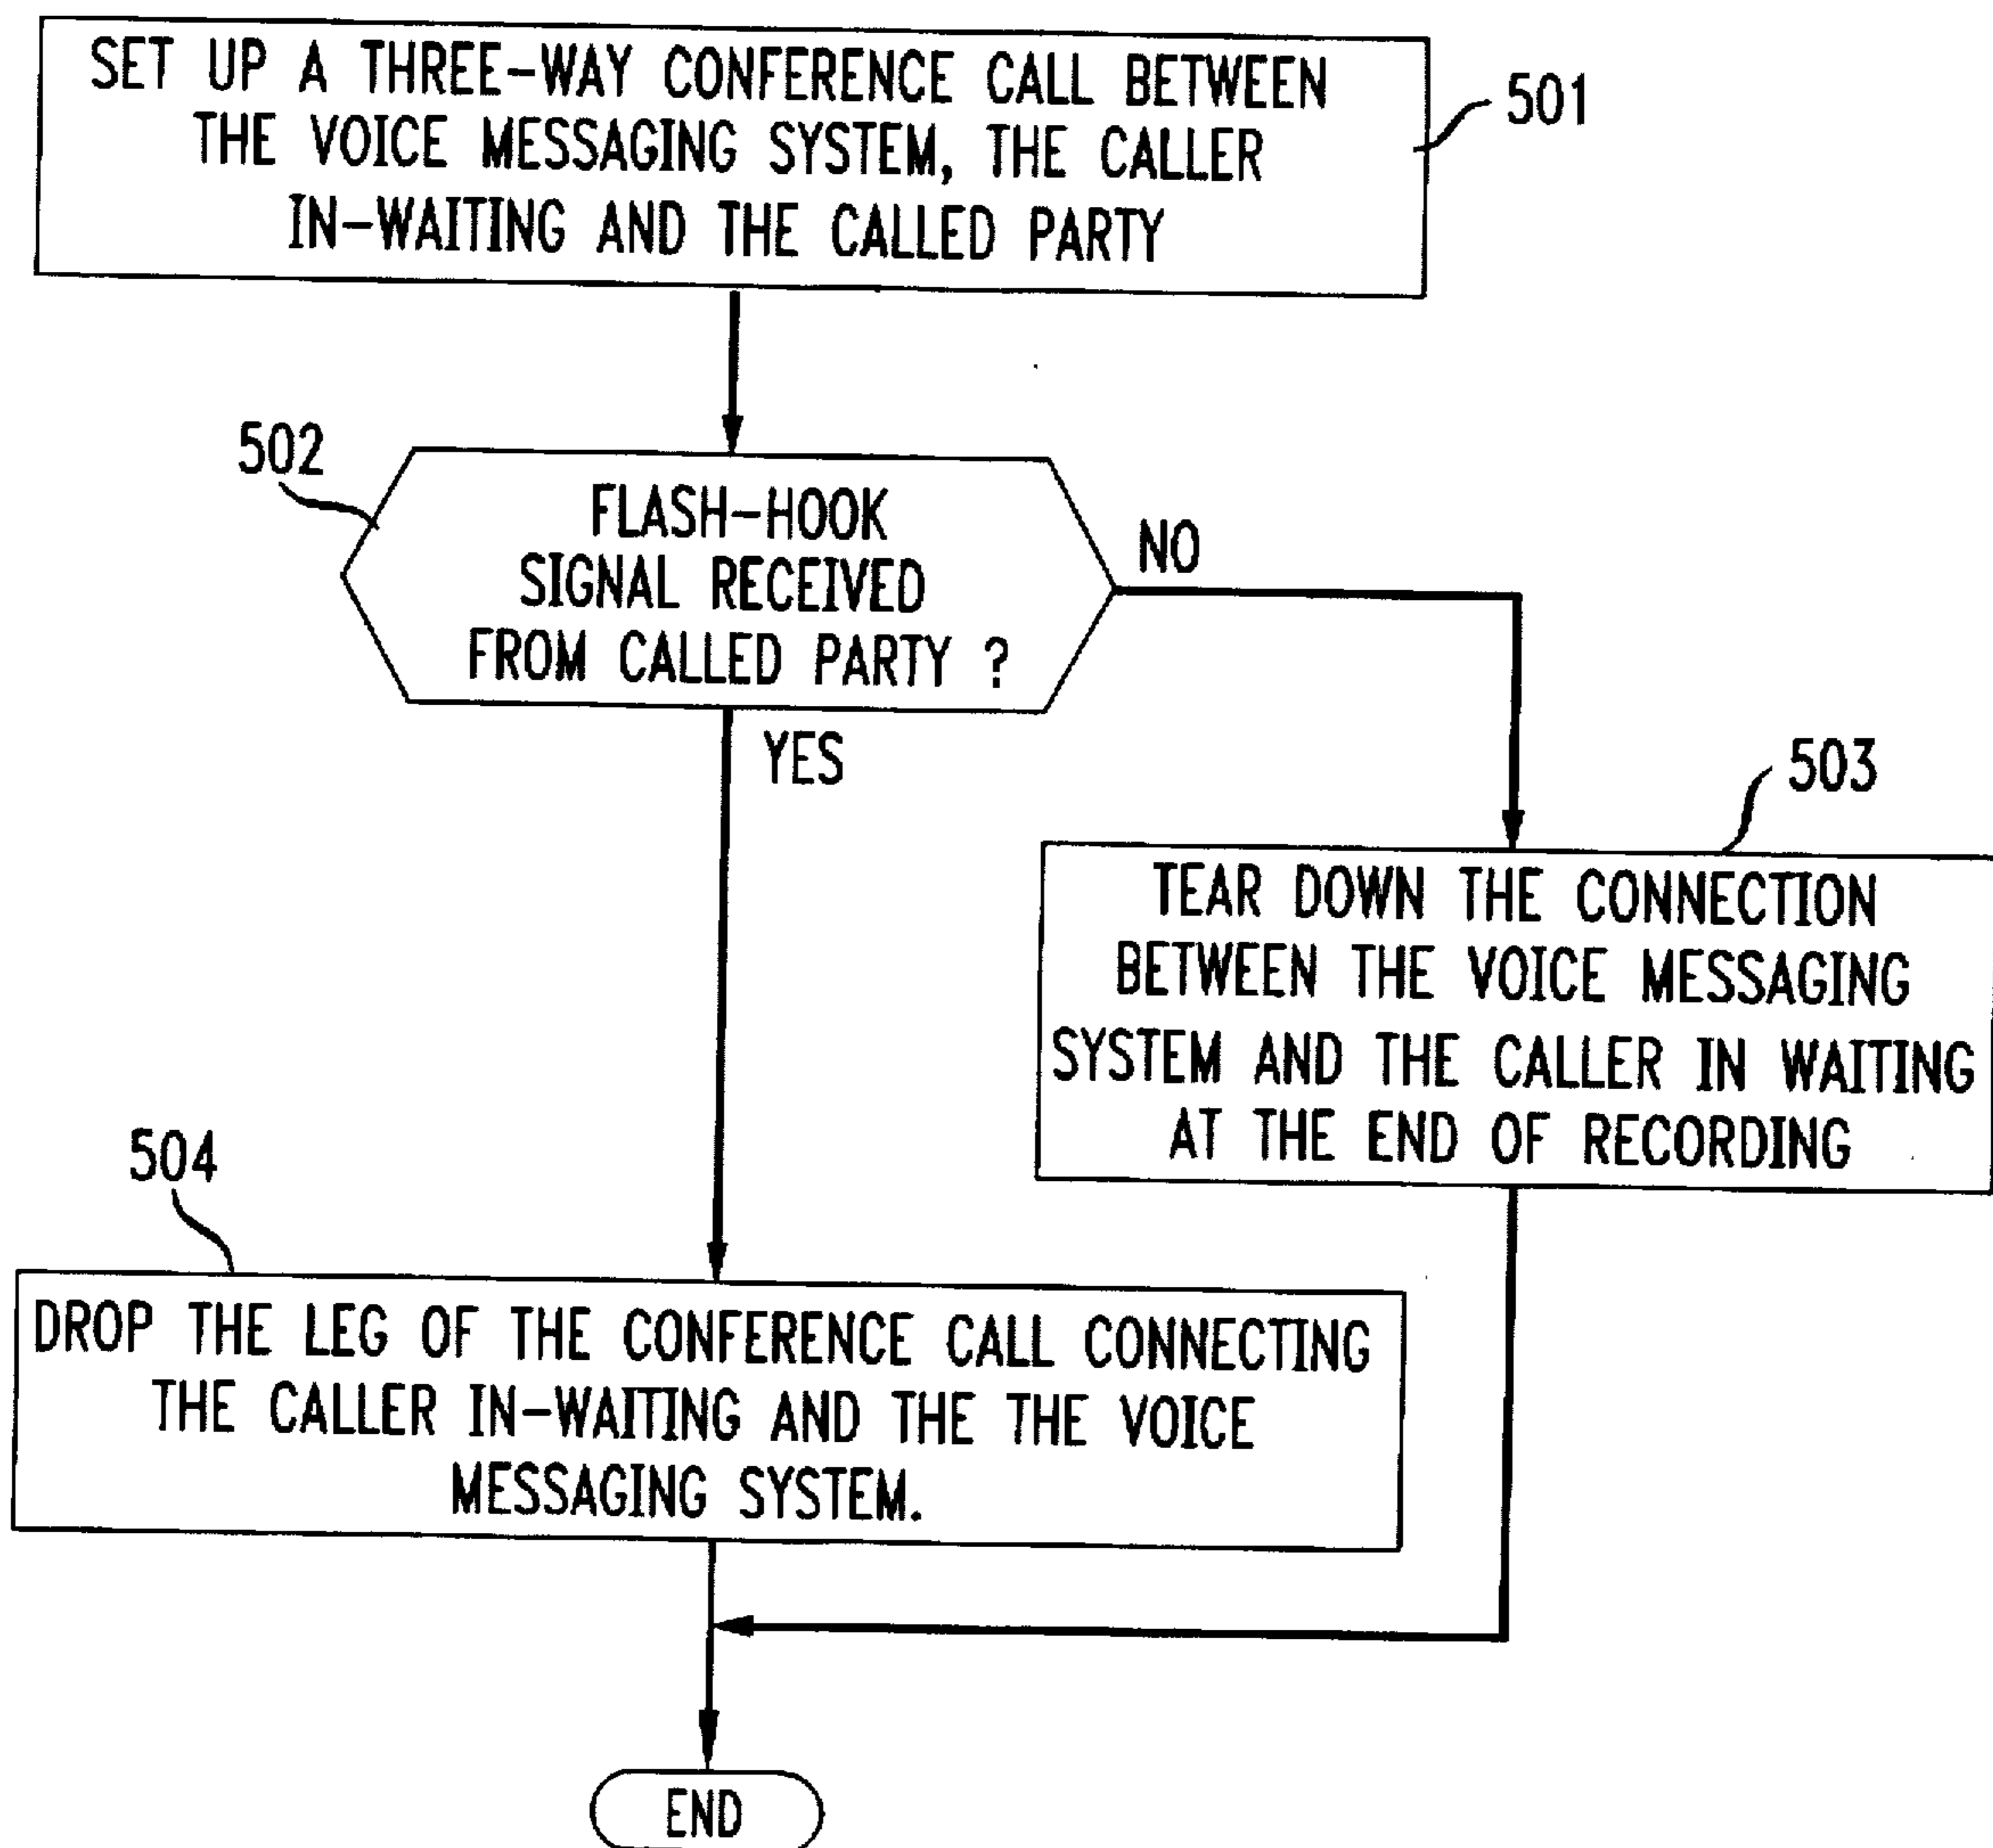 SET UP A THREE-WAY CONFERENCE CALL BETWEEN
THE VOICE MESSAGING SYSTEM, THE CALLER
IN-WAITING AND THE CALLED PARTY
501
502
FLASH-HOOK
SIGNAL RECEIVED
FROM CALLED PARTY ?
NO
YES
503
TEAR DOWN THE CONNECTION
BETWEEN THE VOICE MESSAGING
SYSTEM AND THE CALLER IN WAITING
AT THE END OF RECORDING
504
DROP THE LEG OF THE CONFERENCE CALL CONNECTING
THE CALLER IN-WAITING AND THE THE VOICE
MESSAGING SYSTEM.
END